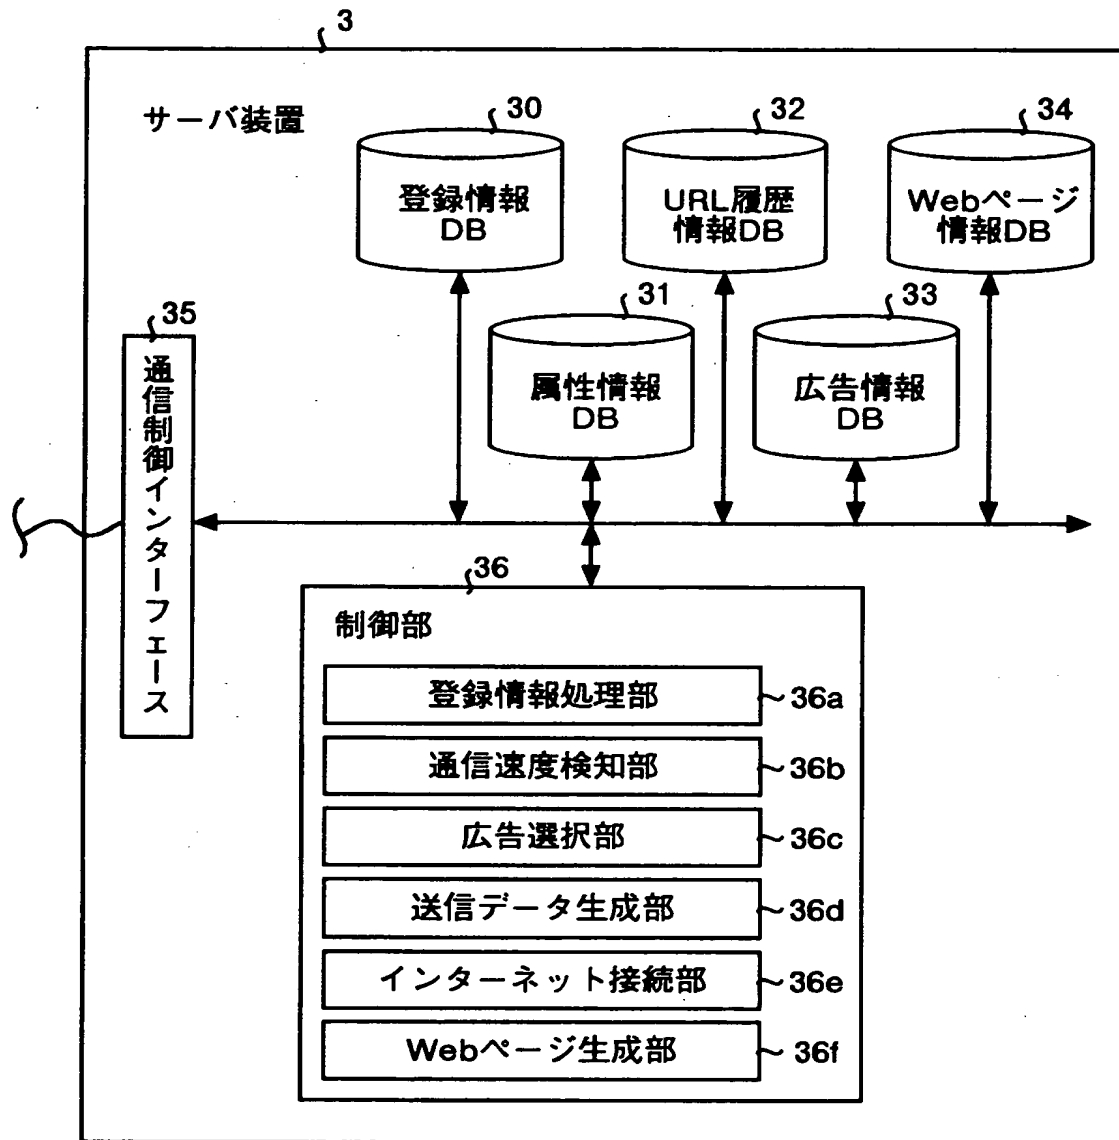 3
サーバ装置
30
登録情報
DB
32
URL履歴
情報DB
34
Webページ
情報DB
31
属性情報
DB
33
広告情報
DB
35
通信制御インターフェース
36
制御部
登録情報処理部
36a
通信速度検知部
36b
広告選択部
36c
送信データ生成部
36d
インターネット接続部
36e
Webページ生成部
36f